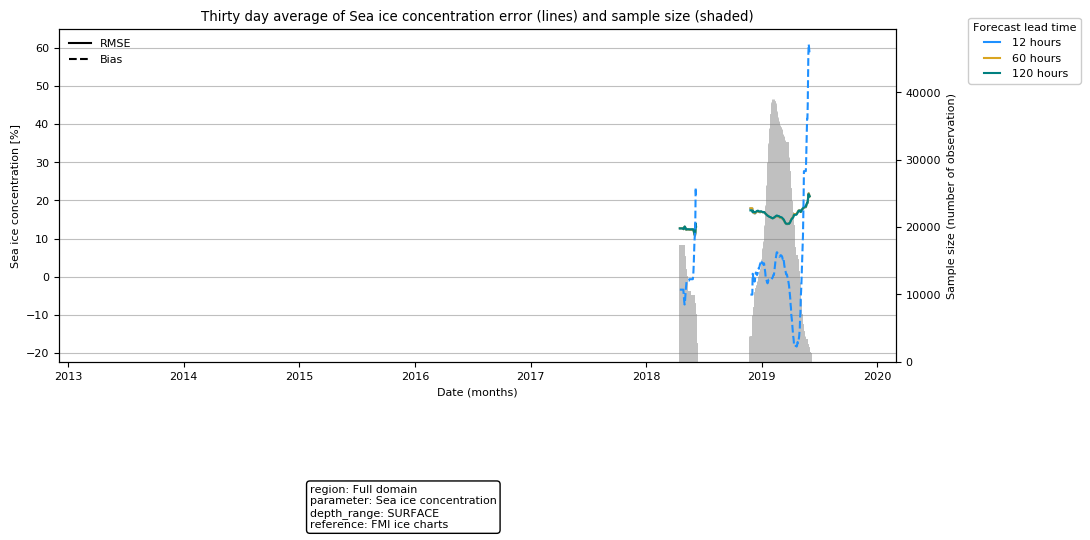 Thirty day average of Sea ice concentration error (lines) and sample size (shaded)
Forecast lead time
12 hours
60 hours
120 hours
RMSE
Bias
Sea ice concentration [%]
60
50
40
30
20
10
0
−10
−20
40000
30000
20000
10000
0
Sample size (number of observation)
2013 2014 2015 2016 2017 2018 2019 2020
Date (months)
region: Full domain
parameter: Sea ice concentration
depth_range: SURFACE
reference: FMI ice charts